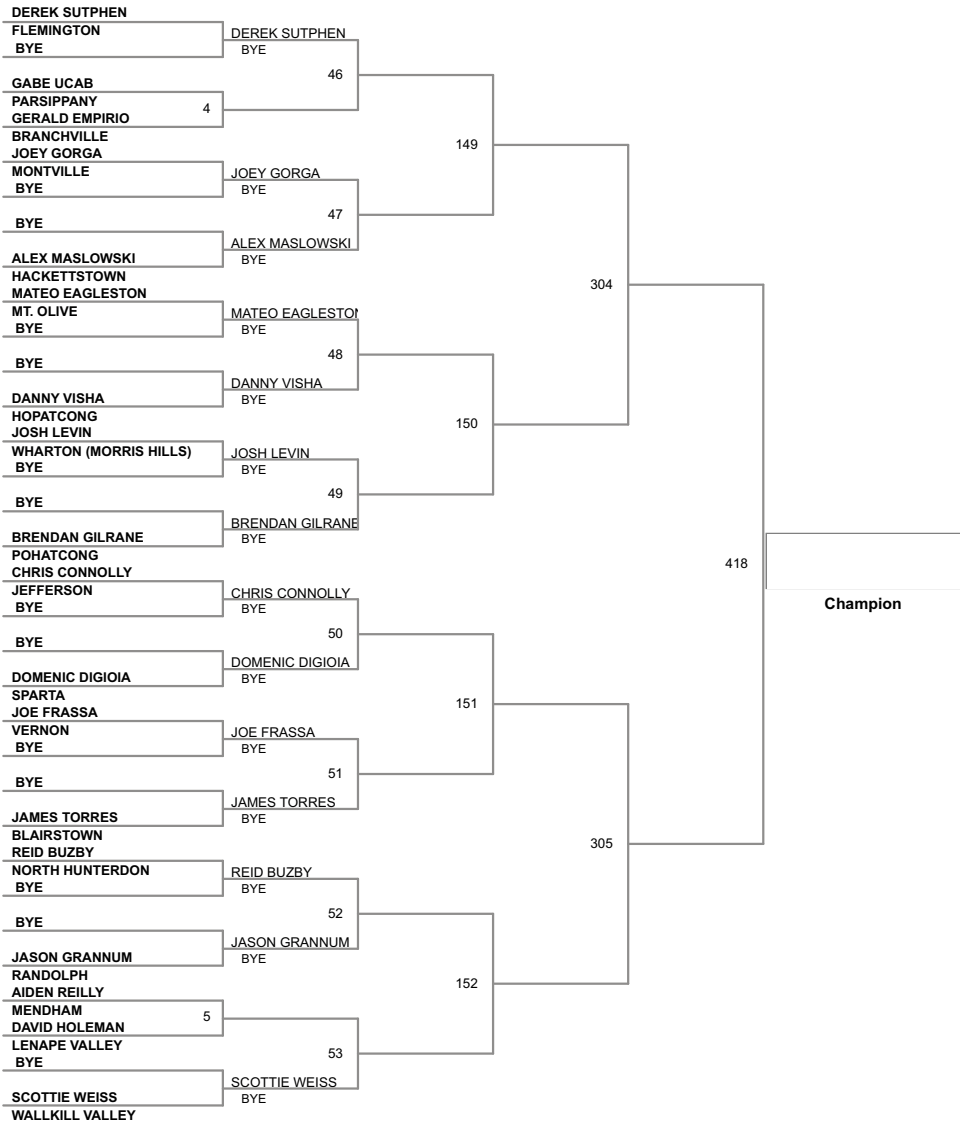 DEREK SUTPHEN
FLEMINGTON
BYE
GABE UCAB
PARSIPPANY
GERALD EMPIRIO
BRANCHVILLE
JOEY GORGA
MONTVILLE
BYE
BYE
ALEX MASLOWSKI
HACKETTSTOWN
MATEO EAGLESTON
MT. OLIVE
BYE
BYE
DANNY VISHA
HOPATCONG
JOSH LEVIN
WHARTON (MORRIS HILLS)
BYE
BYE
BRENDAN GILRANE
POHATCONG
CHRIS CONNOLLY
JEFFERSON
BYE
BYE
DOMENIC DIGIOIA
SPARTA
JOE FRASSA
VERNON
BYE
BYE
JAMES TORRES
BLAIRSTOWN
REID BUZBY
NORTH HUNTERDON
BYE
BYE
JASON GRANNUM
RANDOLPH
AIDEN REILLY
MENDHAM
DAVID HOLEMAN
LENAPE VALLEY
BYE
SCOTTIE WEISS
WALLKILL VALLEY
4
5
DEREK SUTPHEN
BYE
JOEY GORGA
BYE
ALEX MASLOWSKI
BYE
MATEO EAGLESTON
BYE
DANNY VISHA
BYE
JOSH LEVIN
BYE
BRENDAN GILRANE
BYE
CHRIS CONNOLLY
BYE
DOMENIC DIGIOIA
BYE
JOE FRASSA
BYE
JAMES TORRES
BYE
REID BUZBY
BYE
JASON GRANNUM
BYE
SCOTTIE WEISS
BYE
46
47
48
49
50
51
52
53
149
150
151
152
304
305
418
Champion